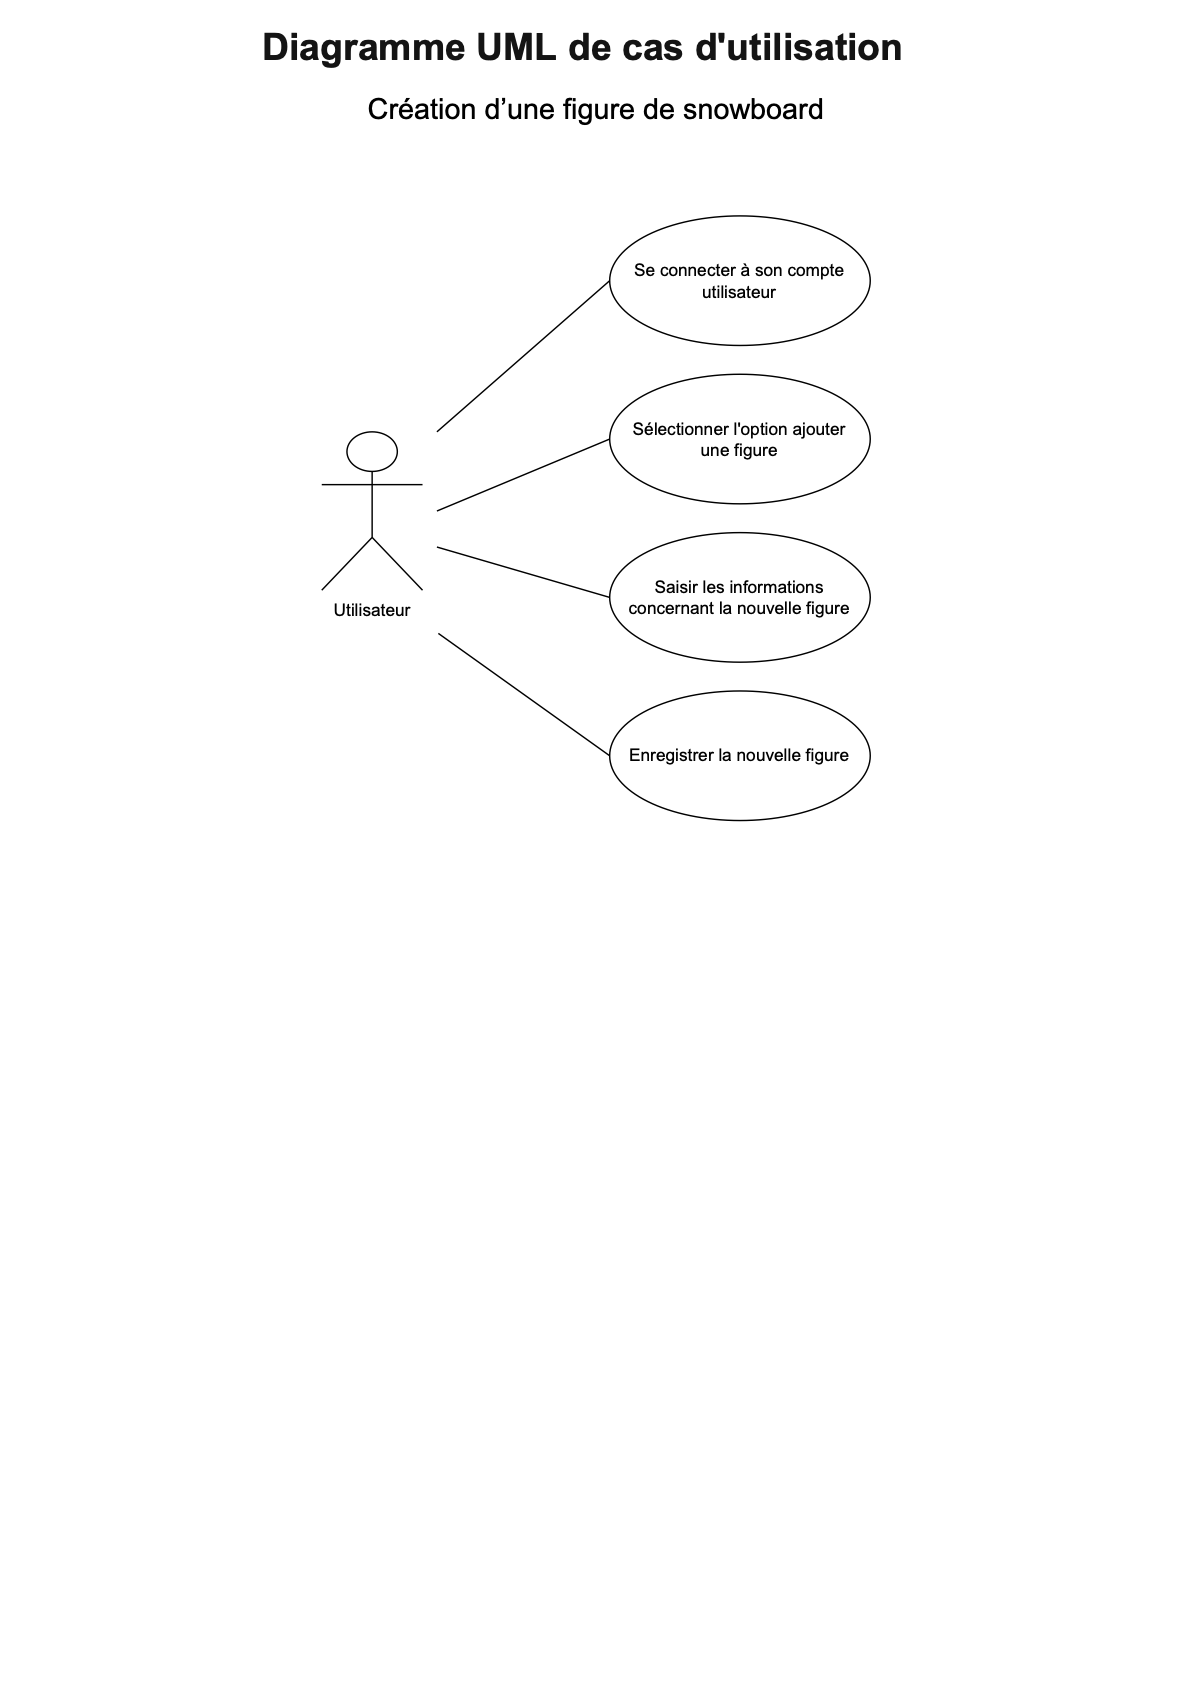 Diagramme UML de cas d'utilisation
Création d’une figure de snowboard
Se connecter à son compte
utilisateur
Sélectionner l'option ajouter
une figure
Saisir les informations
concernant la nouvelle figure
Utilisateur
Enregistrer la nouvelle figure